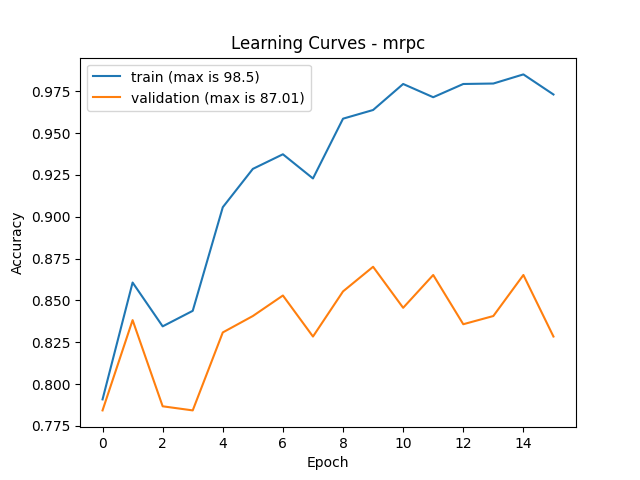 Learning Curves - mrpc
train (max is 98.5)
validation (max is 87.01)
Accuracy
0.975
0.950
0.925
0.900
0.875
0.850
0.825
0.800
0.775
0 2 4 6 8 10 12 14
Epoch